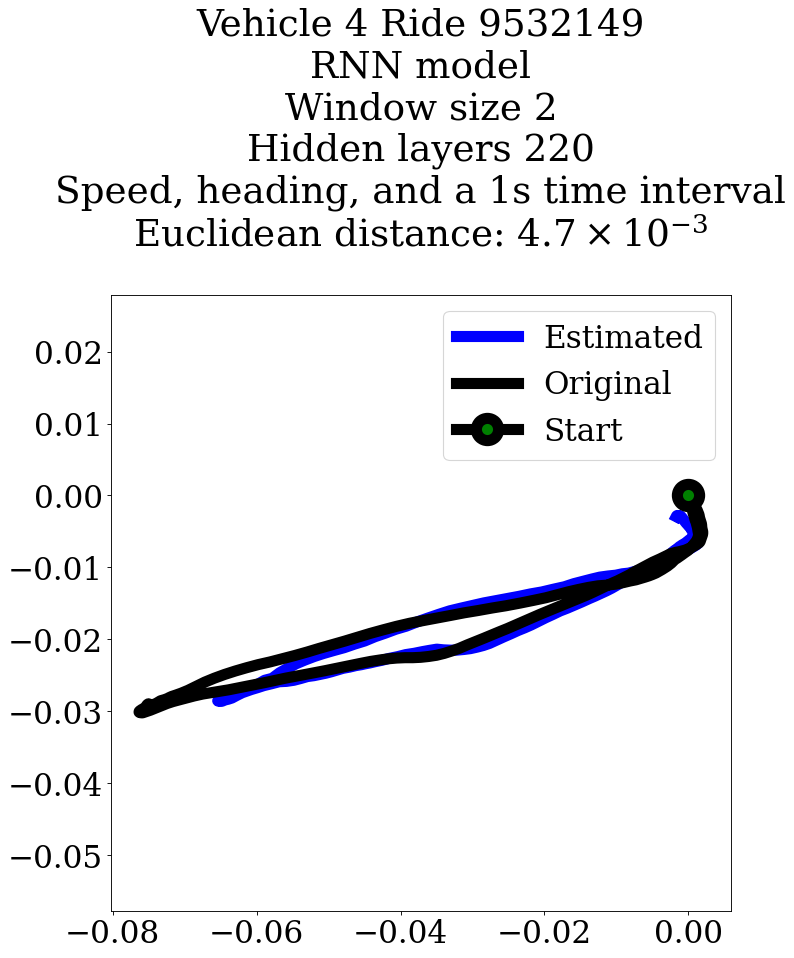 Vehicle 4 Ride 9532149
RNN model
Window size 2
Hidden layers 220
Speed, heading, and a 1s time interval
Euclidean distance: 4.7 × 10⁻³
Estimated
Original
Start
0.02
0.01
0.00
−0.01
−0.02
−0.03
−0.04
−0.05
−0.08 −0.06 −0.04 −0.02 0.00